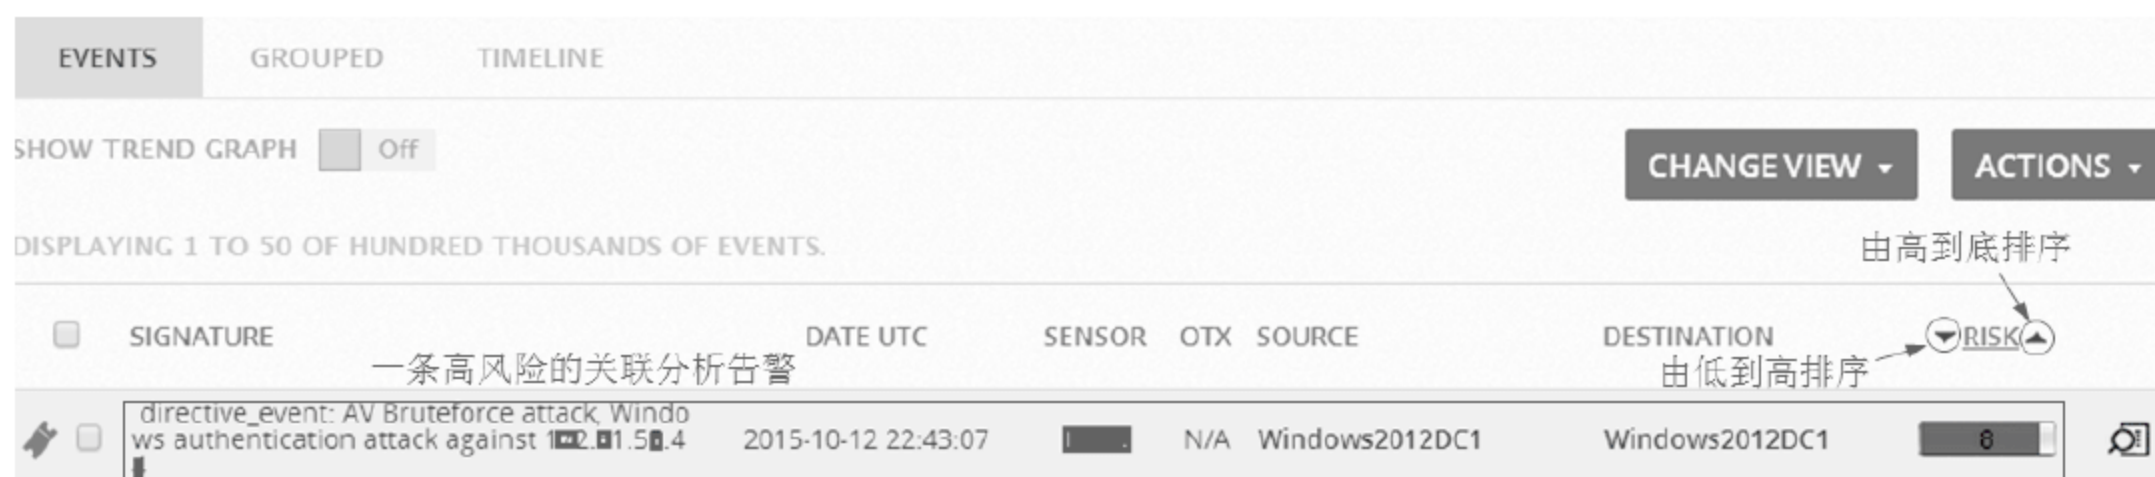 EVENTS GROUPED TIMELINE
SHOW TREND GRAPH Off
CHANGE VIEW ACTIONS
DISPLAYING 1 TO 50 OF HUNDRED THOUSANDS OF EVENTS.
由高到底排序
SIGNATURE DATE UTC SENSOR OTX SOURCE DESTINATION RISK
一条高风险的关联分析告警
由低到高排序
directive_event: AV Bruteforce attack, Windo
ws authentication attack against 2015-10-12 22:43:07 N/A Windows2012DC1 Windows2012DC1 8